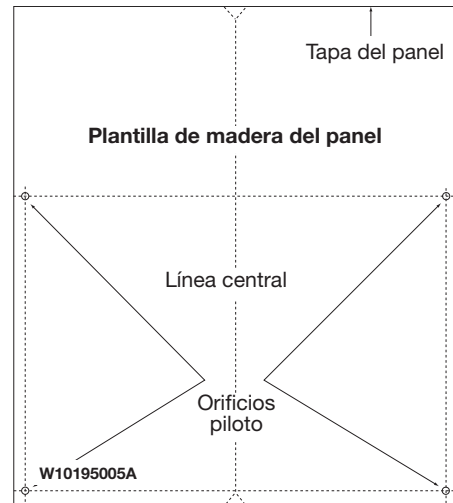 Tapa del panel
Plantilla de madera del panel
Línea central
Orificios
piloto
W10195005A